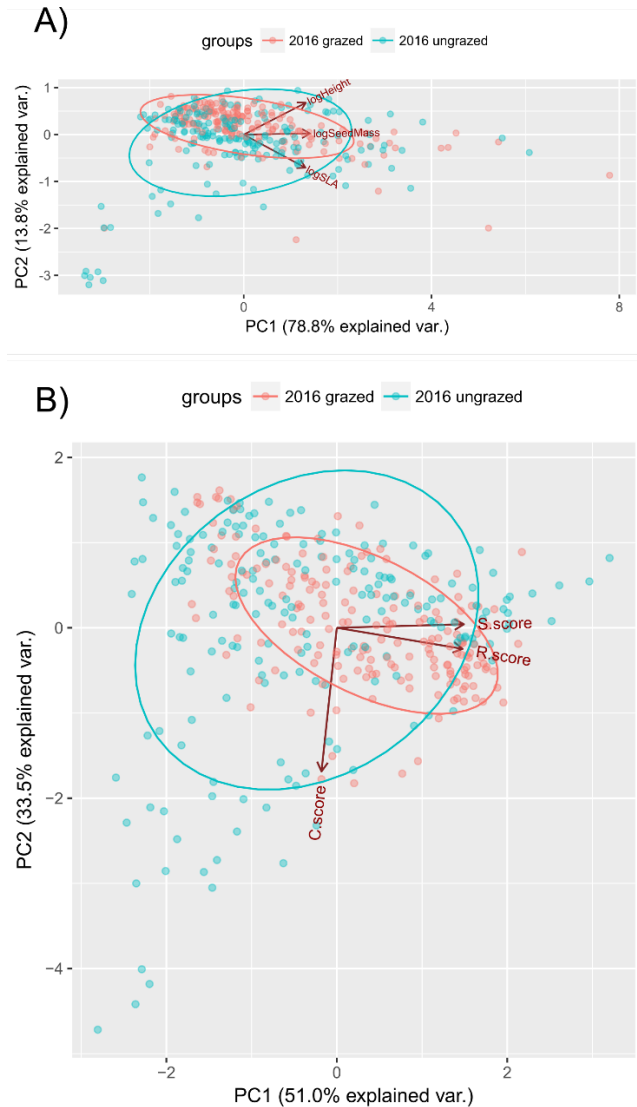 A)
groups 2016 grazed 2016 ungrazed
PC2 (13.8% explained var.)
1
0
-1
-2
-3
logHeight
logSeedMass
logSLA
0 4 8
PC1 (78.8% explained var.)
B)
groups 2016 grazed 2016 ungrazed
PC2 (33.5% explained var.)
2
0
−2
−4
S.score
R.score
C.score
−2 0 2
PC1 (51.0% explained var.)